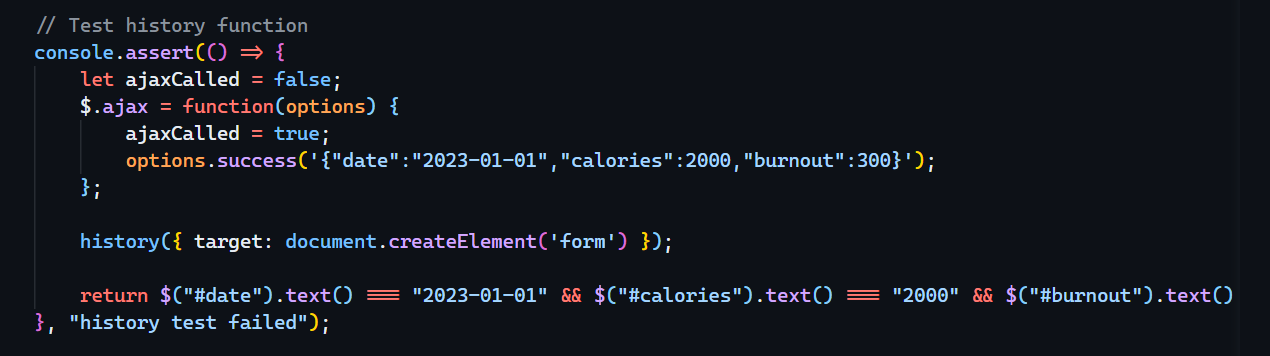 // Test history function
console.assert(() => {
    let ajaxCalled = false;
    $.ajax = function(options) {
        ajaxCalled = true;
        options.success('{"date":"2023-01-01","calories":2000,"burnout":300}');
    };

    history({ target: document.createElement('form') });

    return $("#date").text() === "2023-01-01" && $("#calories").text() === "2000" && $("#burnout").text()
}, "history test failed");